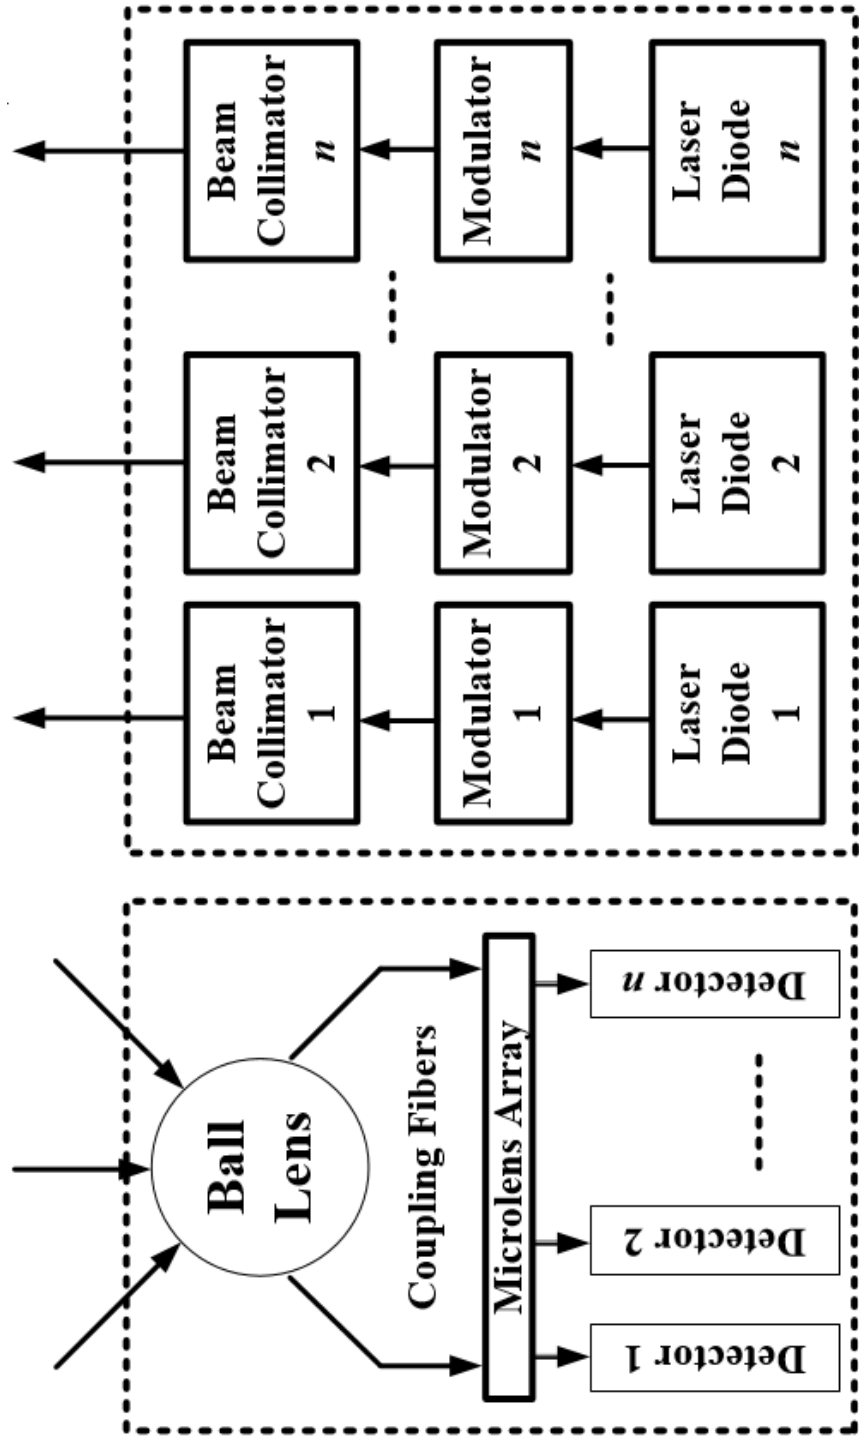 Laser
Diode
1
Modulator
1
Beam
Collimator
1
Laser
Diode
2
Modulator
2
Beam
Collimator
2
Laser
Diode
n
Modulator
n
Beam
Collimator
n
Ball
Lens
Coupling Fibers
Microlens Array
Detector 1
Detector 2
Detector n